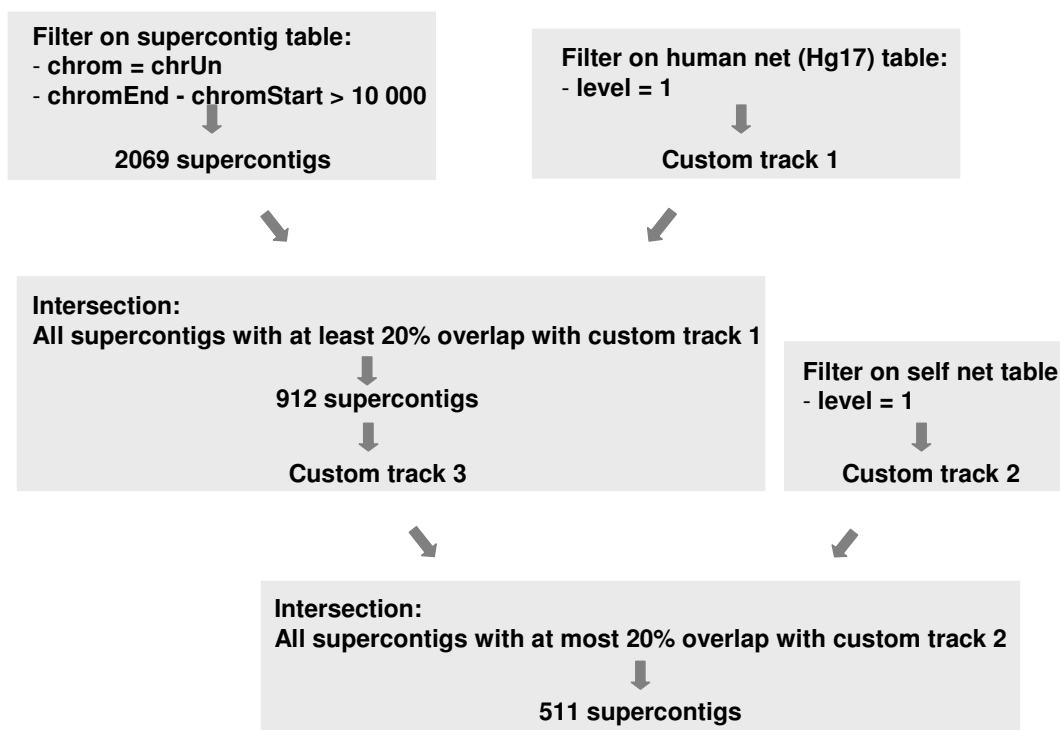 Filter on supercontig table:
- chrom = chrUn
- chromEnd - chromStart > 10 000
2069 supercontigs
Filter on human net (Hg17) table:
- level = 1
Custom track 1
Intersection:
All supercontigs with at least 20% overlap with custom track 1
912 supercontigs
Custom track 3
Filter on self net table
- level = 1
Custom track 2
Intersection:
All supercontigs with at most 20% overlap with custom track 2
511 supercontigs